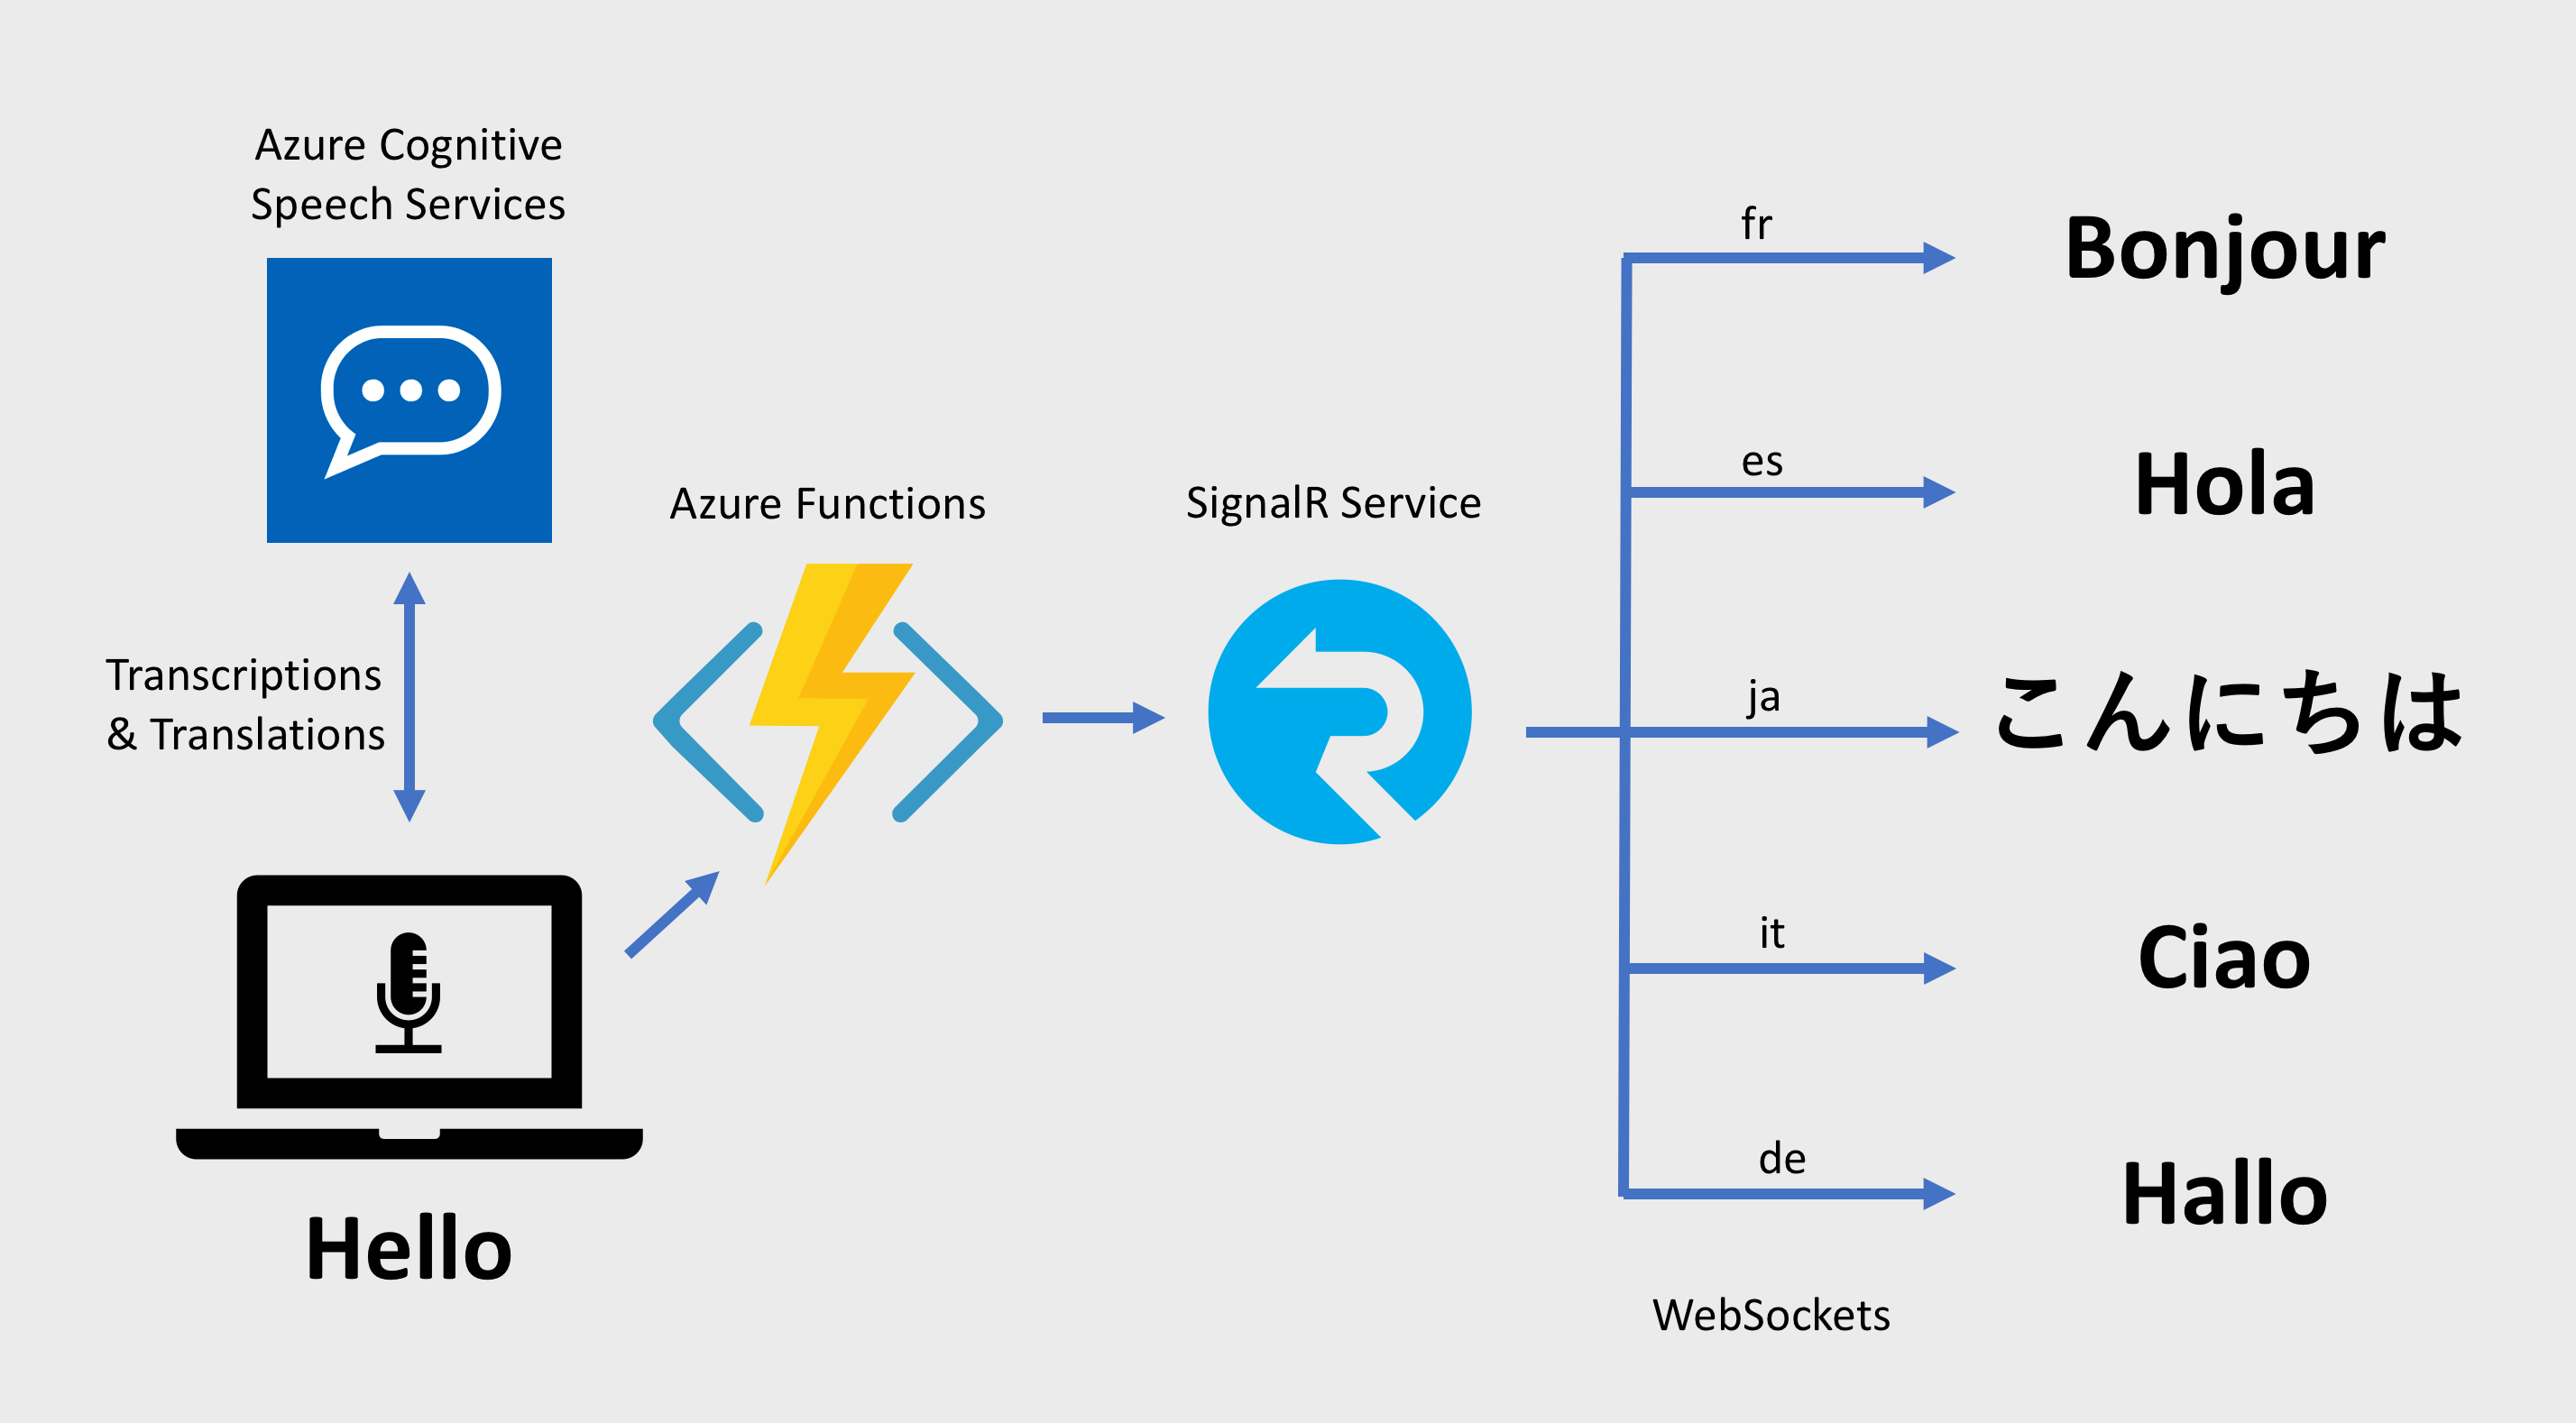 Azure Cognitive
Speech Services
Transcriptions
& Translations
Hello
Azure Functions
SignalR Service
fr
Bonjour
es
Hola
ja
こんにちは
it
Ciao
de
Hallo
WebSockets